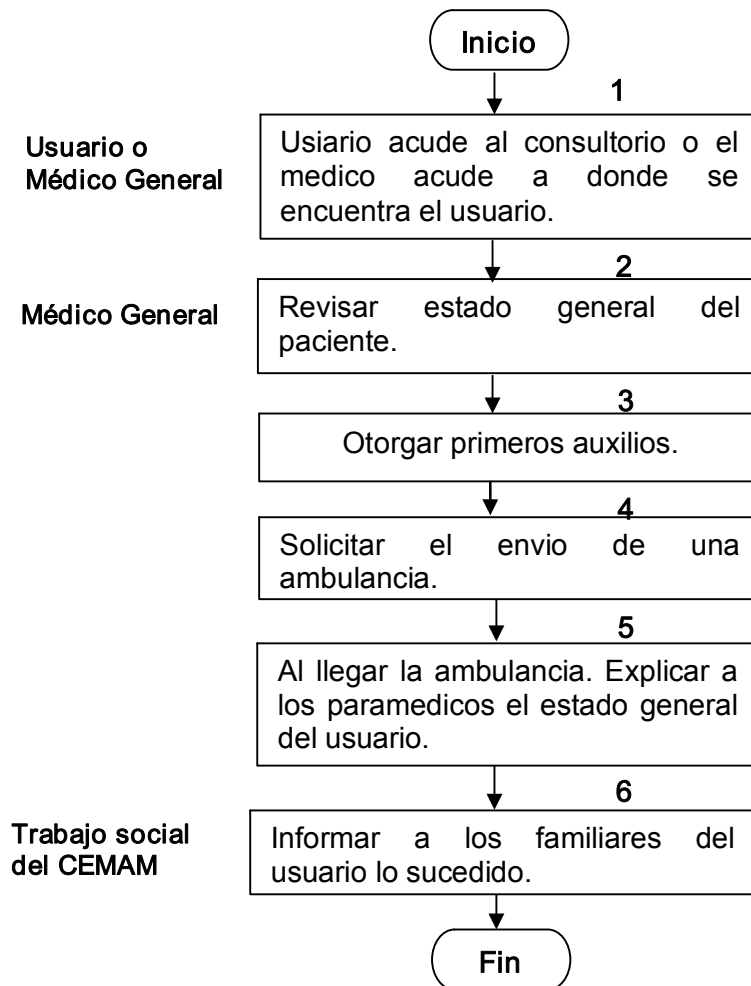 Inicio
1
Usuario o
Médico General
Usiario acude al consultorio o el
medico acude a donde se
encuentra el usuario.
2
Médico General
Revisar estado general del
paciente.
3
Otorgar primeros auxilios.
4
Solicitar el envio de una
ambulancia.
5
Al llegar la ambulancia. Explicar a
los paramedicos el estado general
del usuario.
6
Trabajo social
del CEMAM
Informar a los familiares del
usuario lo sucedido.
Fin